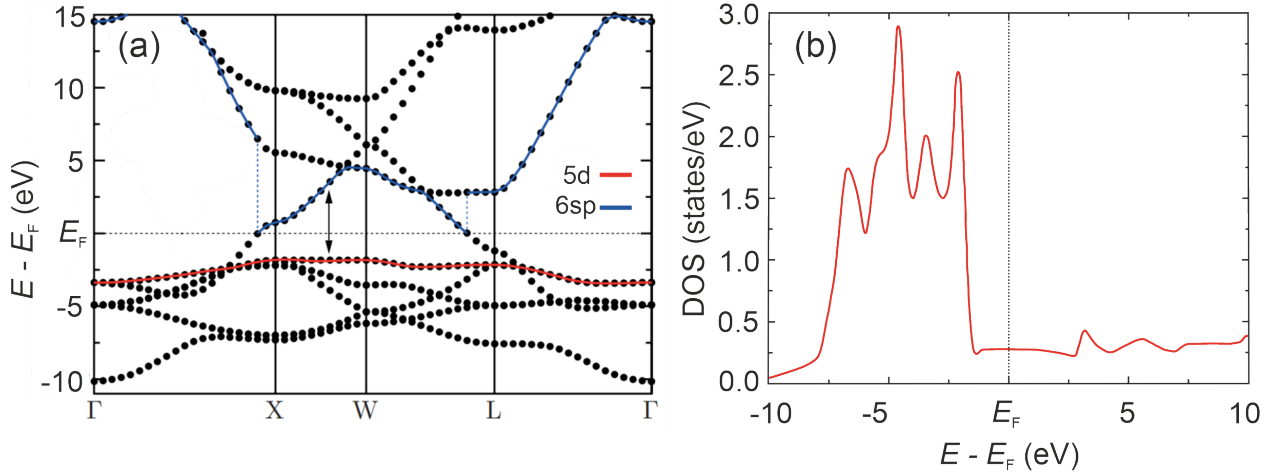 (a)
15
10
5
E_F
-5
-10
E - E_F (eV)
5d
6sp
Γ X W L Γ
(b)
3.0
2.5
2.0
1.5
1.0
0.5
0.0
DOS (states/eV)
-10 -5 E_F 5 10
E - E_F (eV)